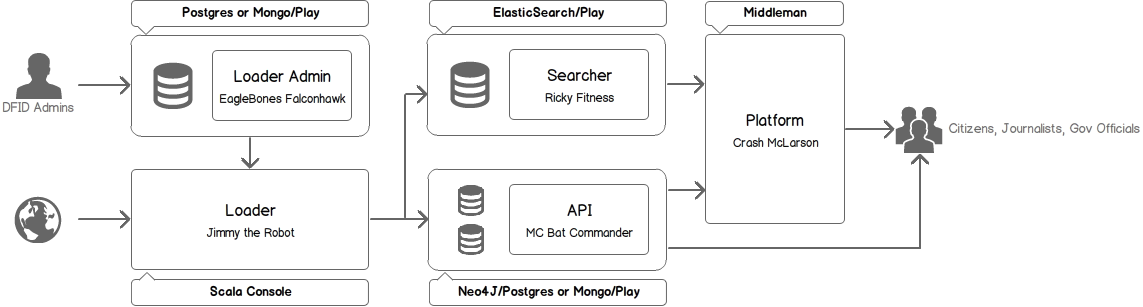 Postgres or Mongo/Play
ElasticSearch/Play
Middleman
DFID Admins
Loader Admin
EagleBones Falconhawk
Searcher
Ricky Fitness
Platform
Crash McLarson
Citizens, Journalists, Gov Officials
Loader
Jimmy the Robot
API
MC Bat Commander
Scala Console
Neo4J/Postgres or Mongo/Play